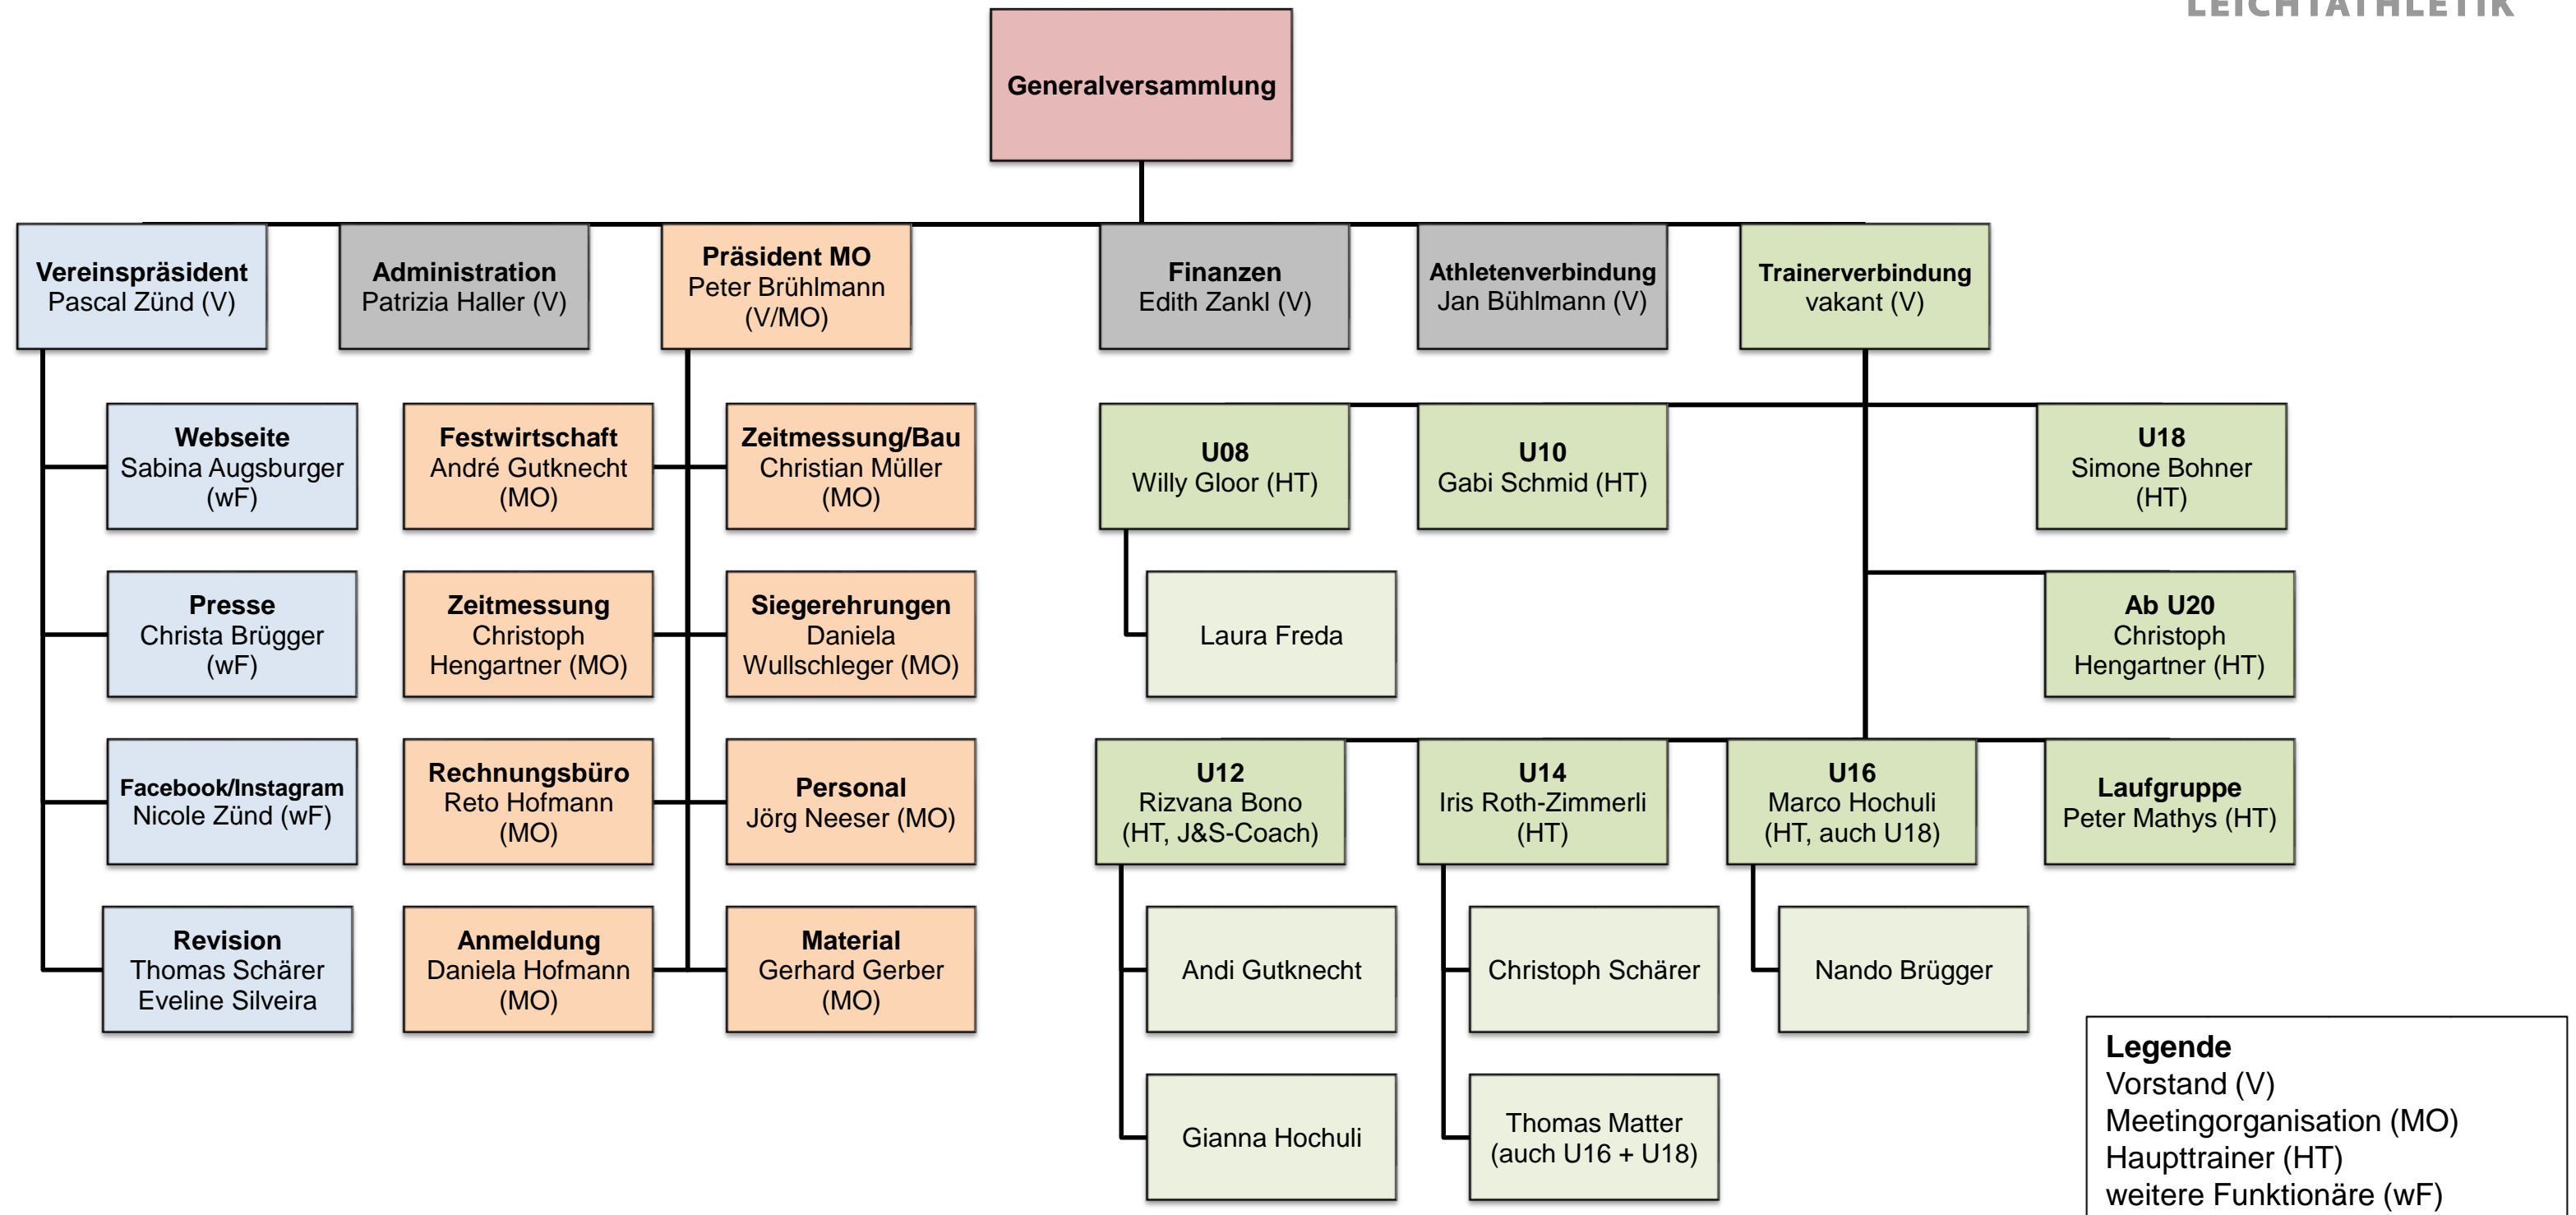 LEICHTATHLETIK
Generalversammlung
Vereinspräsident
Pascal Zünd (V)
Administration
Patrizia Haller (V)
Präsident MO
Peter Brühlmann
(V/MO)
Finanzen
Edith Zankl (V)
Athletenverbindung
Jan Bühlmann (V)
Trainerverbindung
vakant (V)
Webseite
Sabina Augsburger
(wF)
Festwirtschaft
André Gutknecht
(MO)
Zeitmessung/Bau
Christian Müller
(MO)
U08
Willy Gloor (HT)
U10
Gabi Schmid (HT)
U18
Simone Bohner
(HT)
Presse
Christa Brügger
(wF)
Zeitmessung
Christoph
Hengartner (MO)
Siegerehrungen
Daniela
Wullschleger (MO)
Laura Freda
Ab U20
Christoph
Hengartner (HT)
Facebook/Instagram
Nicole Zünd (wF)
Rechnungsbüro
Reto Hofmann
(MO)
Personal
Jörg Neeser (MO)
U12
Rizvana Bono
(HT, J&S-Coach)
U14
Iris Roth-Zimmerli
(HT)
U16
Marco Hochuli
(HT, auch U18)
Laufgruppe
Peter Mathys (HT)
Revision
Thomas Schärer
Eveline Silveira
Anmeldung
Daniela Hofmann
(MO)
Material
Gerhard Gerber
(MO)
Andi Gutknecht
Christoph Schärer
Nando Brügger
Gianna Hochuli
Thomas Matter
(auch U16 + U18)
Legende
Vorstand (V)
Meetingorganisation (MO)
Haupttrainer (HT)
weitere Funktionäre (wF)